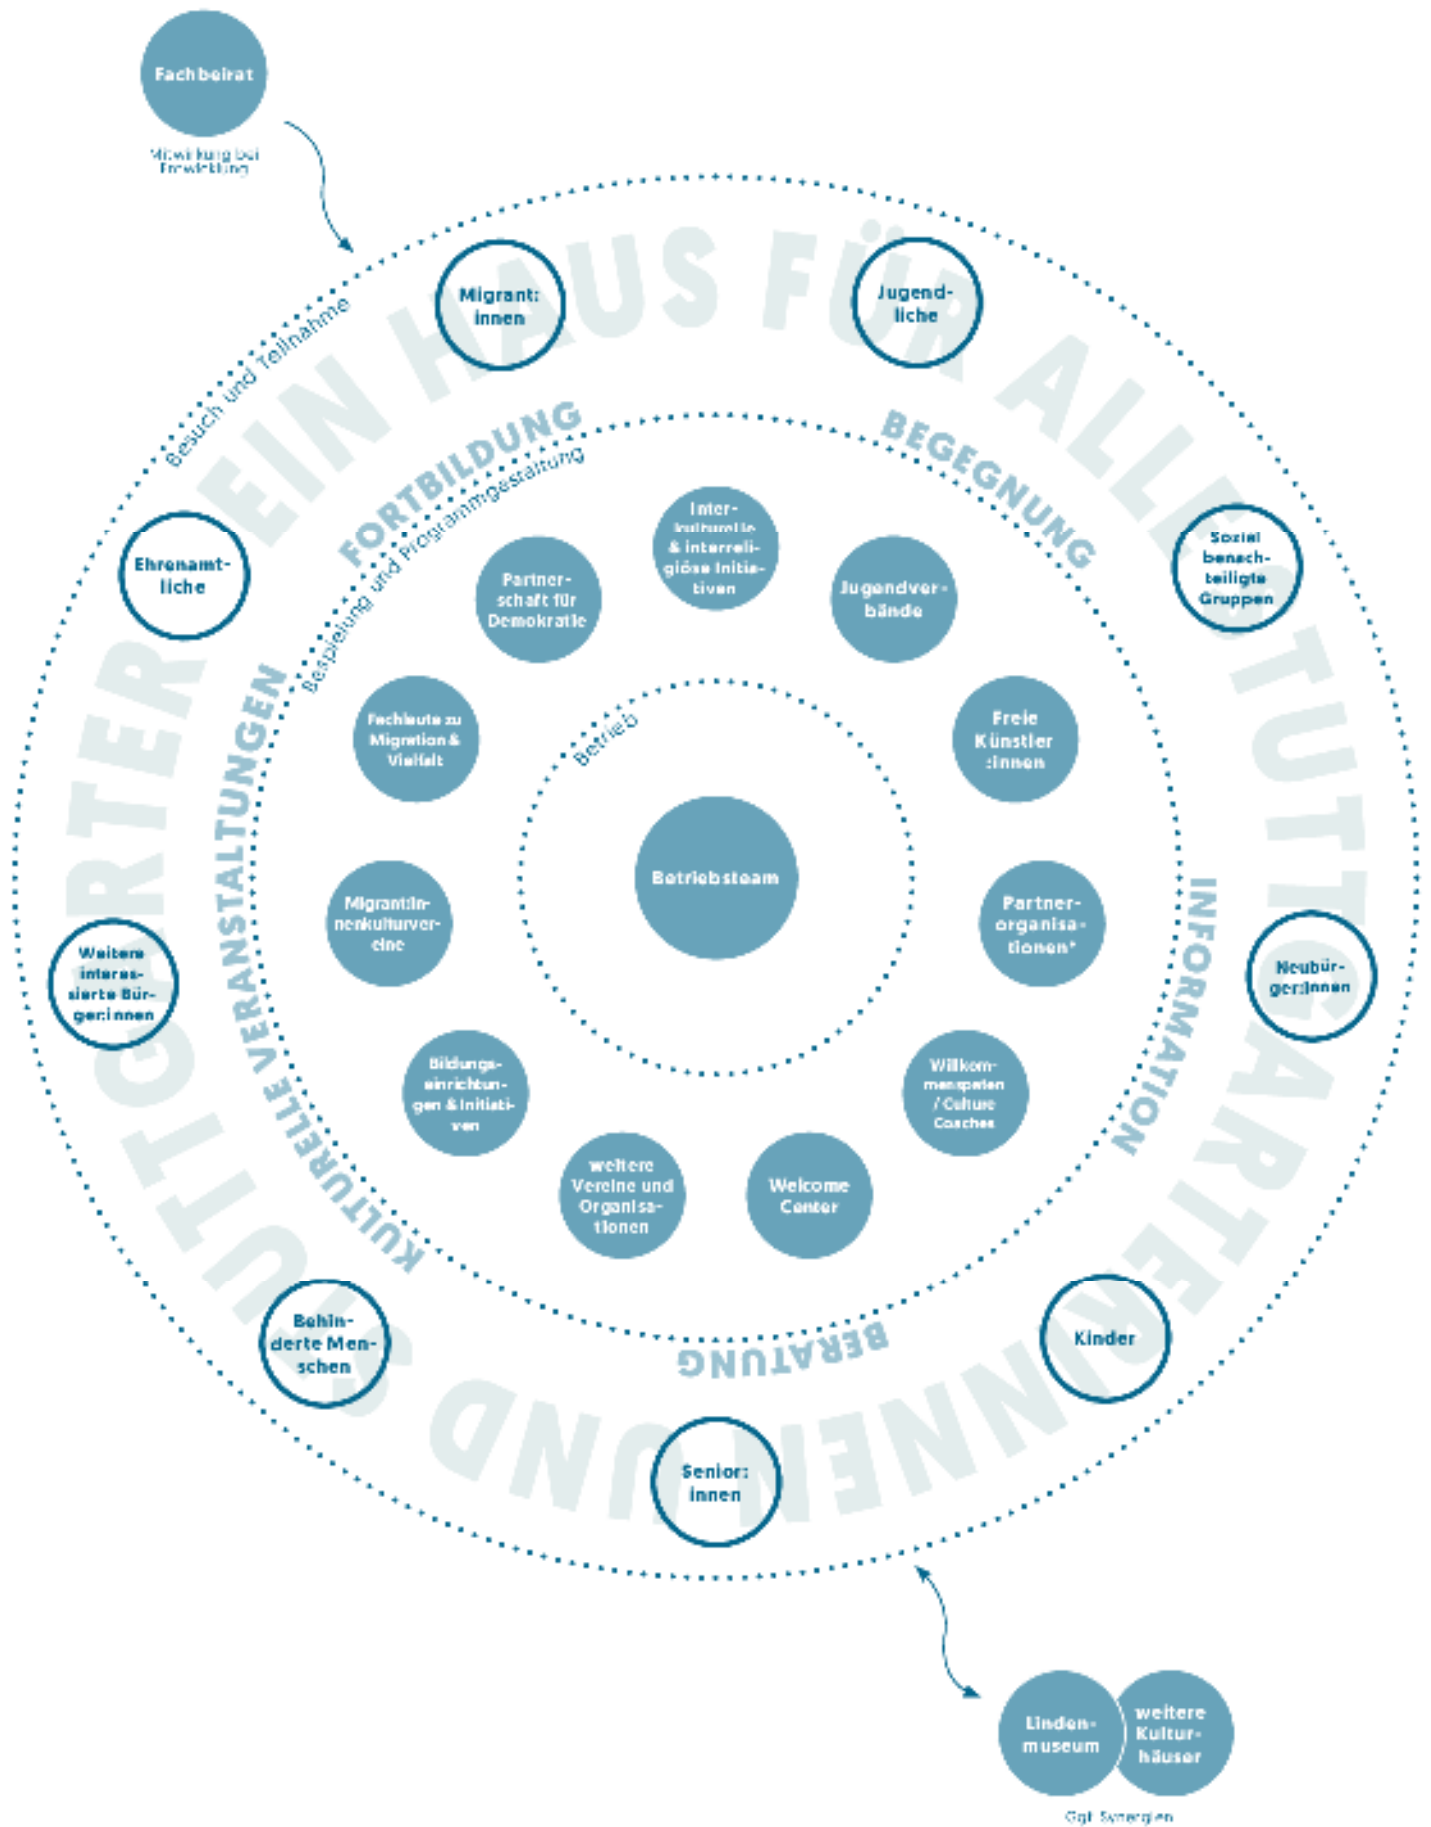 Fachbeirat
Mitwirkung bei
Entwicklung
EIN HAUS FÜR ALLE STUTTGARTERINNEN UND STUTTGARTER
Besuch und Teilnahme
Migrant:
innen
Jugend-
liche
Sozial
benach-
teiligte
Gruppen
Neubür-
ger:innen
Kinder
Senior:
innen
Behin-
derte Men-
schen
Weitere
interes-
sierte Bür-
ger:innen
Ehrenamt-
liche
FORTBILDUNG
BEGEGNUNG
INFORMATION
BERATUNG
KULTURELLE VERANSTALTUNGEN
Bespielung und Programmgestaltung
Inter-
kulturelle
& interreli-
giöse Initia-
tiven
Jugendver-
bände
Freie
Künstler
:innen
Partner-
organisa-
tionen*
Willkom-
menspaten
/ Culture
Coaches
Welcome
Center
weitere
Vereine und
Organisa-
tionen
Bildungs-
einrichtun-
gen & Initiati-
ven
Migrant:in-
nenkulturver-
eine
Fachleute zu
Migration &
Vielfalt
Partner-
schaft für
Demokratie
Betrieb
Betriebsteam
Linden-
museum
weitere
Kultur-
häuser
Ggf. Synergien